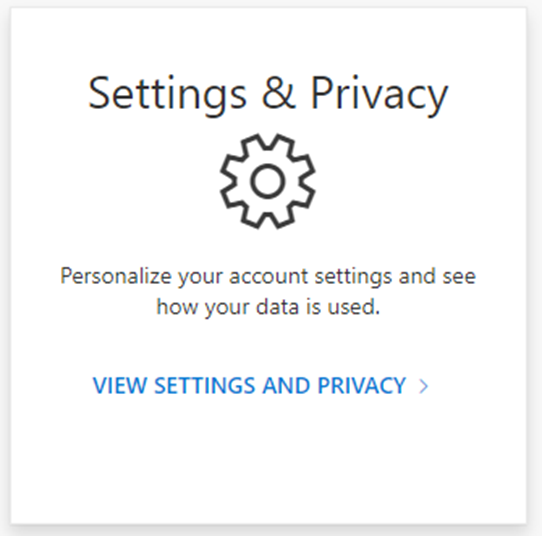 Settings & Privacy
Personalize your account settings and see
how your data is used.
VIEW SETTINGS AND PRIVACY >